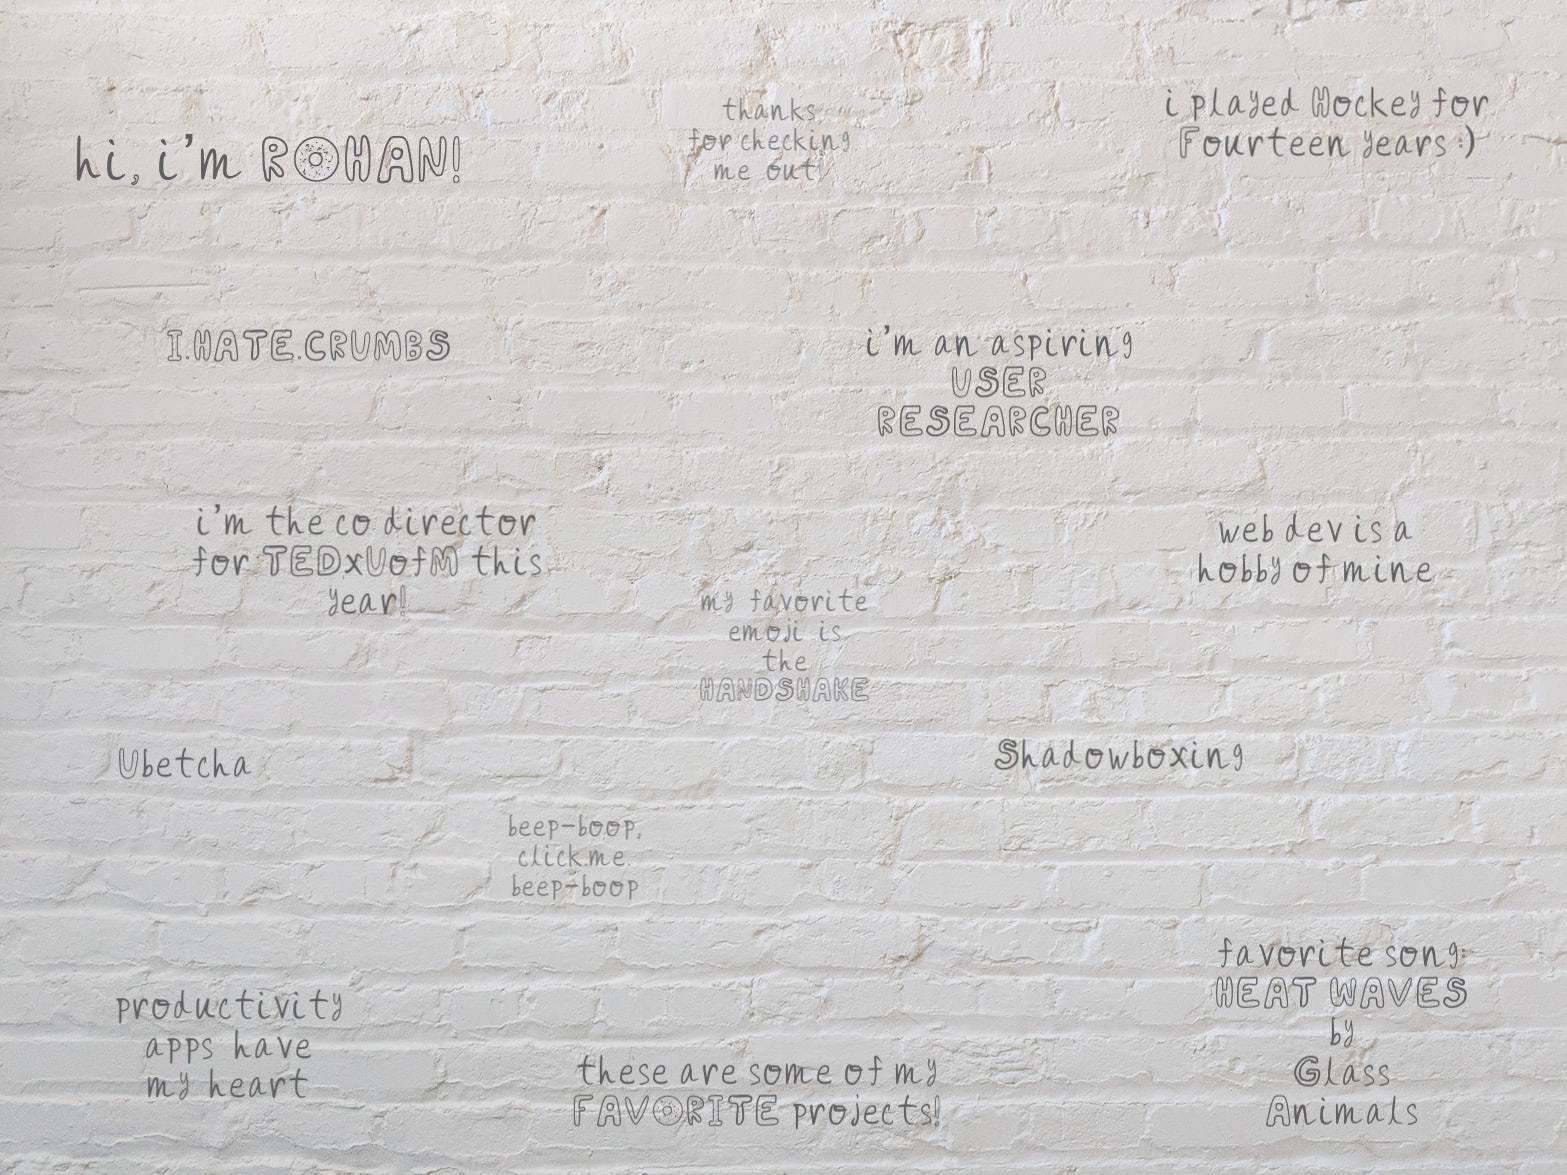 hi, i'm ROHAN!
thanks
for checking
me out!
i played Hockey for
Fourteen years :)
I.HATE.CRUMBS
i'm an aspiring
USER
RESEARCHER
i'm the co director
for TEDxUofM this
year!
web dev is a
hobby of mine
my favorite
emoji is
the
HANDSHAKE
Ubetcha
Shadowboxing
beep-boop,
click me.
beep-boop
favorite song:
HEAT WAVES
by
Glass
Animals
productivity
apps have
my heart
these are some of my
FAVORITE projects!